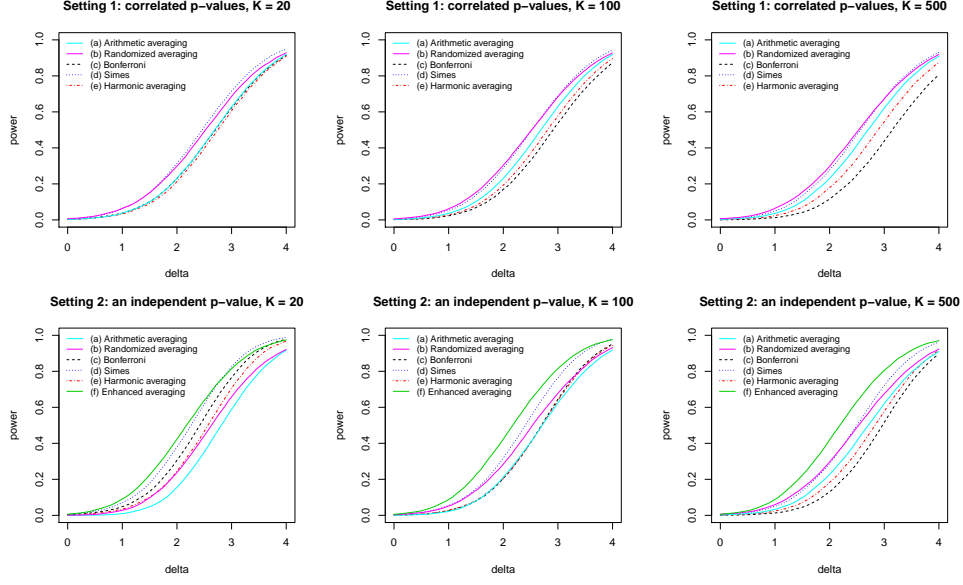 Setting 1: correlated p−values, K = 20
power
0.0 0.2 0.4 0.6 0.8 1.0
(a) Arithmetic averaging
(b) Randomized averaging
(c) Bonferroni
(d) Simes
(e) Harmonic averaging
0 1 2 3 4
delta
Setting 1: correlated p−values, K = 100
power
0.0 0.2 0.4 0.6 0.8 1.0
(a) Arithmetic averaging
(b) Randomized averaging
(c) Bonferroni
(d) Simes
(e) Harmonic averaging
0 1 2 3 4
delta
Setting 1: correlated p−values, K = 500
power
0.0 0.2 0.4 0.6 0.8 1.0
(a) Arithmetic averaging
(b) Randomized averaging
(c) Bonferroni
(d) Simes
(e) Harmonic averaging
0 1 2 3 4
delta
Setting 2: an independent p−value, K = 20
power
0.0 0.2 0.4 0.6 0.8 1.0
(a) Arithmetic averaging
(b) Randomized averaging
(c) Bonferroni
(d) Simes
(e) Harmonic averaging
(f) Enhanced averaging
0 1 2 3 4
delta
Setting 2: an independent p−value, K = 100
power
0.0 0.2 0.4 0.6 0.8 1.0
(a) Arithmetic averaging
(b) Randomized averaging
(c) Bonferroni
(d) Simes
(e) Harmonic averaging
(f) Enhanced averaging
0 1 2 3 4
delta
Setting 2: an independent p−value, K = 500
power
0.0 0.2 0.4 0.6 0.8 1.0
(a) Arithmetic averaging
(b) Randomized averaging
(c) Bonferroni
(d) Simes
(e) Harmonic averaging
(f) Enhanced averaging
0 1 2 3 4
delta